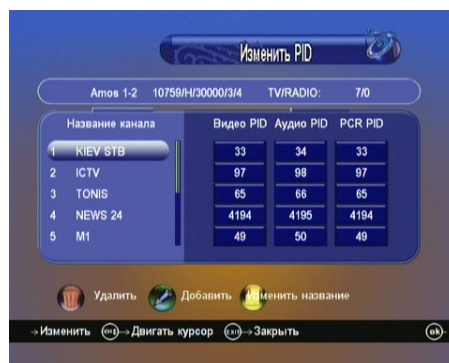 Изменить PID
Amos 1-2 10759/H/30000/3/4 TV/RADIO: 7/0
Название канала Видео PID Аудио PID PCR PID
1 KIEV STB 33 34 33
2 ICTV 97 98 97
3 TONIS 65 66 65
4 NEWS 24 4194 4195 4194
5 M1 49 50 49
Удалить Добавить Изменить название
→Изменить →Двигать курсор EXIT→Закрыть ok